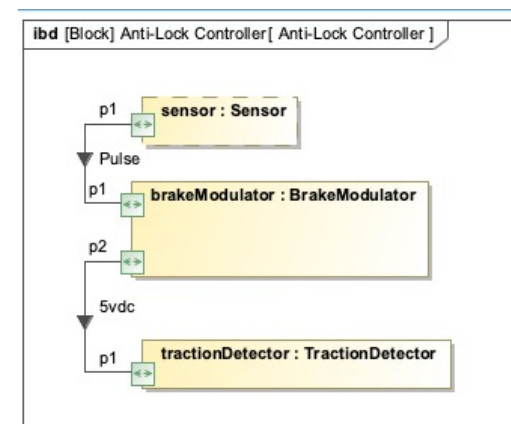 ibd [Block] Anti-Lock Controller[ Anti-Lock Controller ]
p1
sensor : Sensor
Pulse
p1
brakeModulator : BrakeModulator
p2
5vdc
p1
tractionDetector : TractionDetector